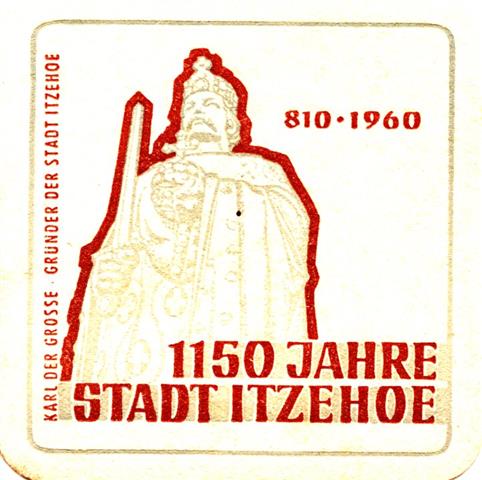 KARL DER GROSSE · GRÜNDER DER STADT ITZEHOE
810 · 1960
1150 JAHRE
STADT ITZEHOE